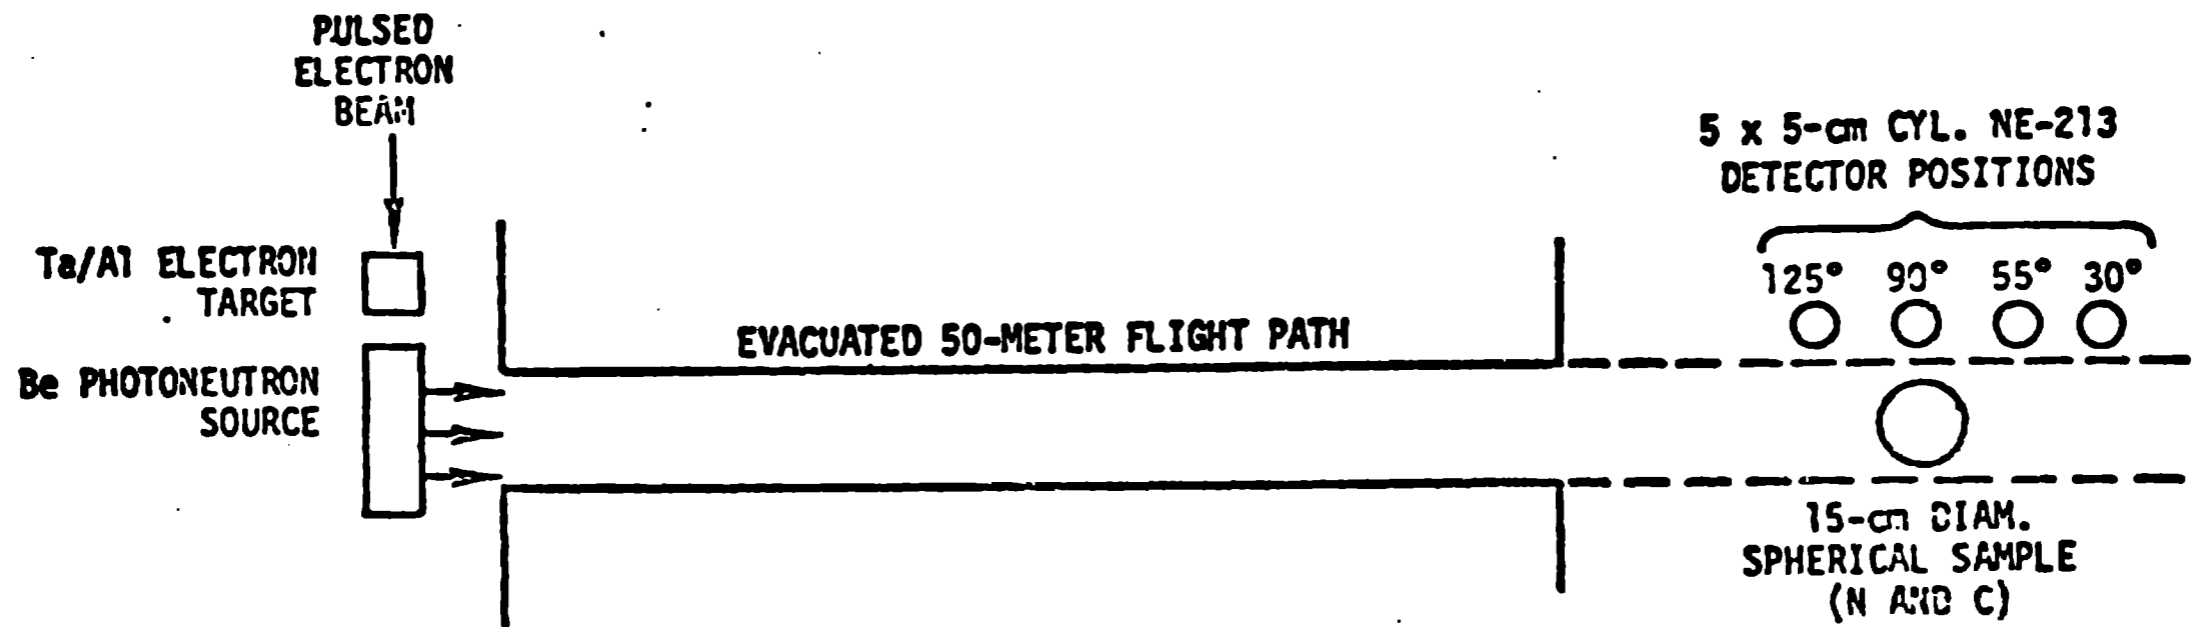 PULSED
ELECTRON
BEAM
5 x 5-cm CYL. NE-213
DETECTOR POSITIONS
Ta/Al ELECTRON
TARGET
125° 90° 55° 30°
EVACUATED 50-METER FLIGHT PATH
Be PHOTONEUTRON
SOURCE
15-cm DIAM.
SPHERICAL SAMPLE
(N AND C)